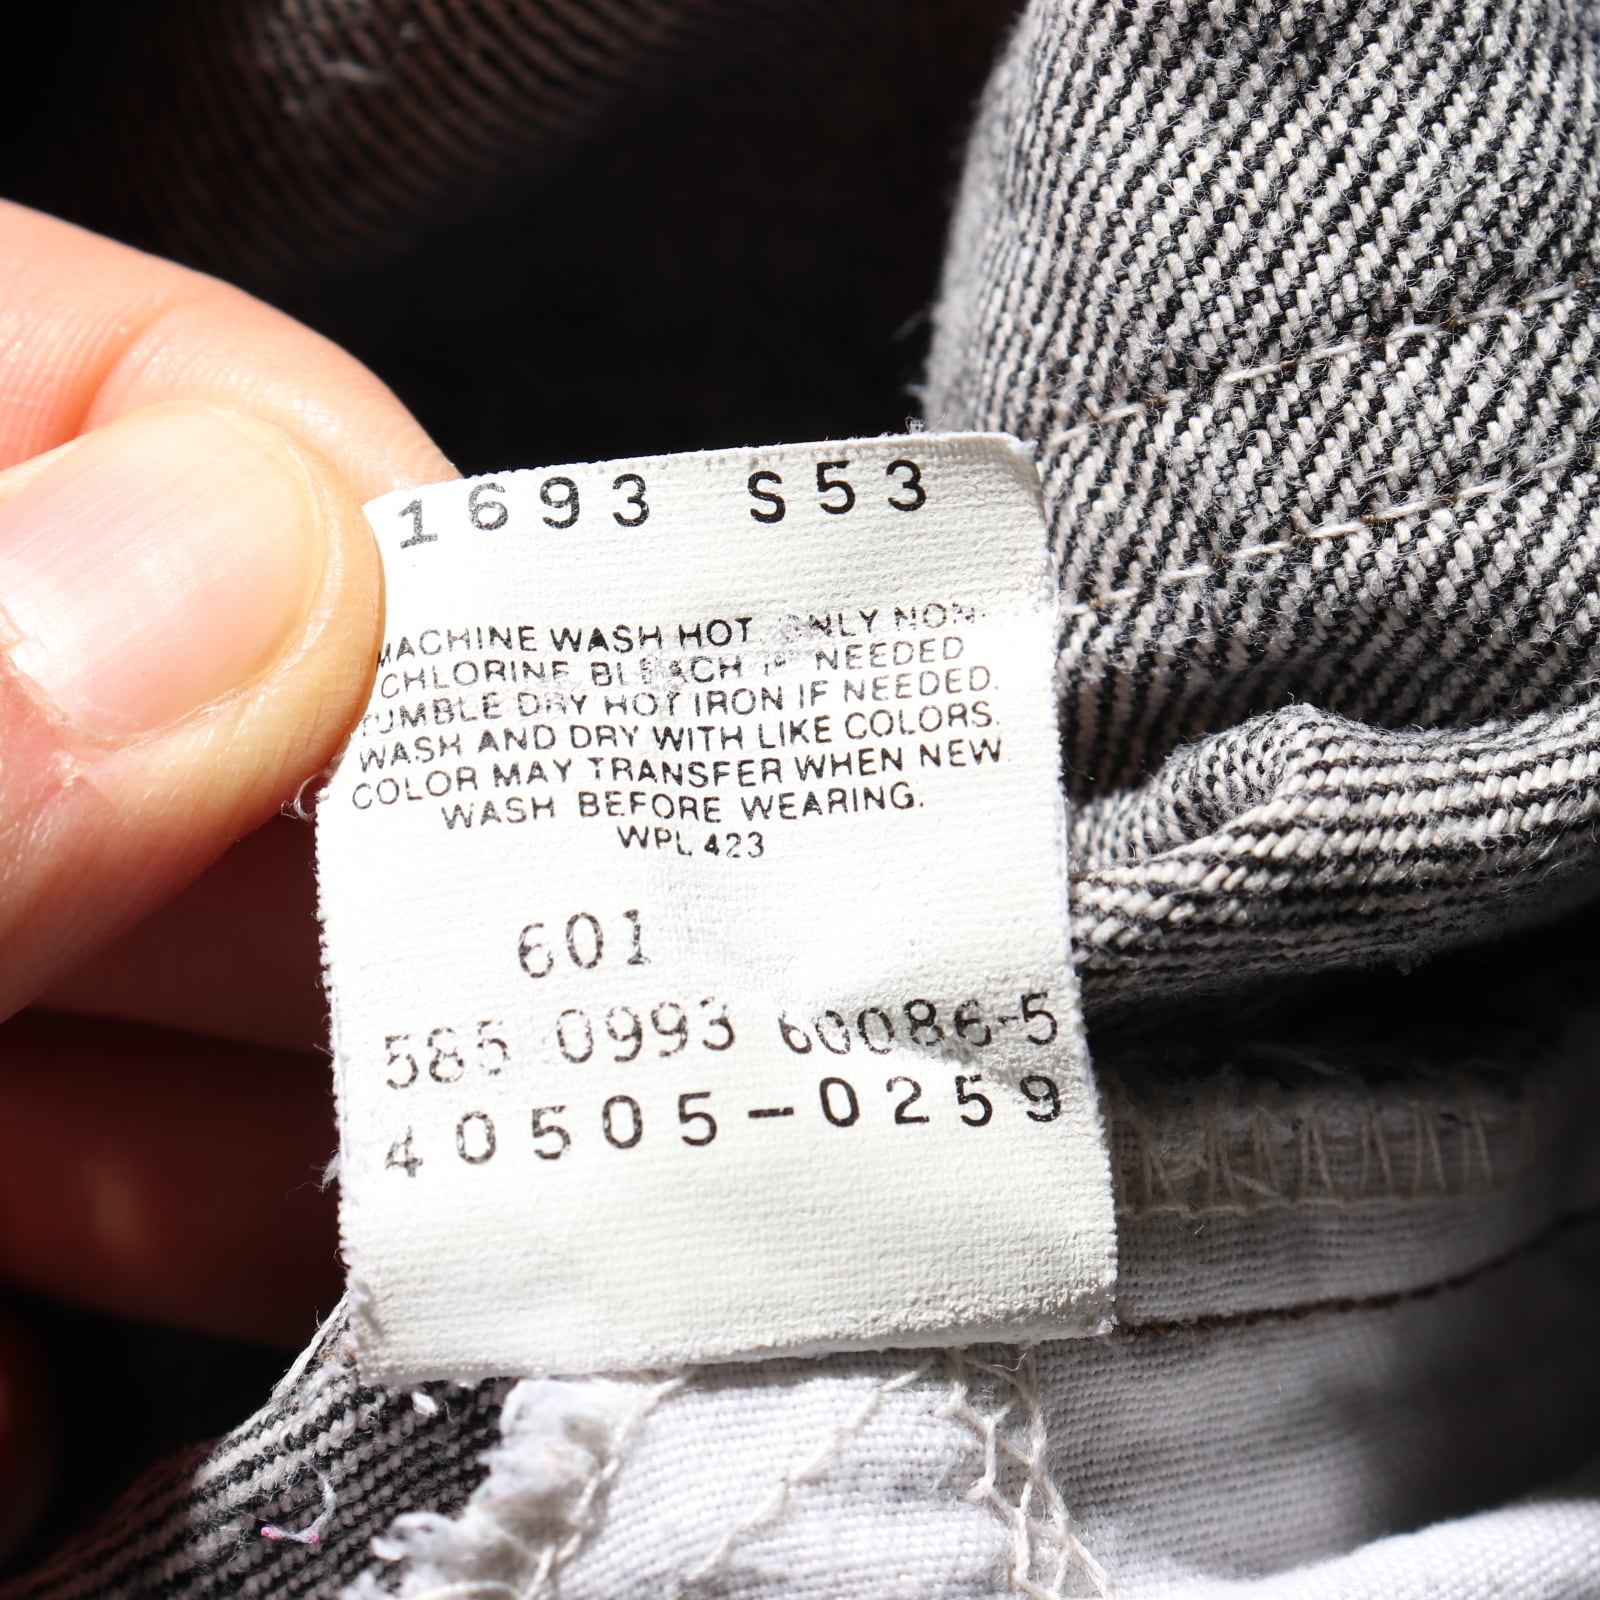 1693 S53
MACHINE WASH HOT. ONLY NON-
CHLORINE BLEACH IF NEEDED
TUMBLE DRY HOT IRON IF NEEDED.
WASH AND DRY WITH LIKE COLORS.
COLOR MAY TRANSFER WHEN NEW.
WASH BEFORE WEARING.
WPL 423
601
585 0993 60086-5
40505-0259